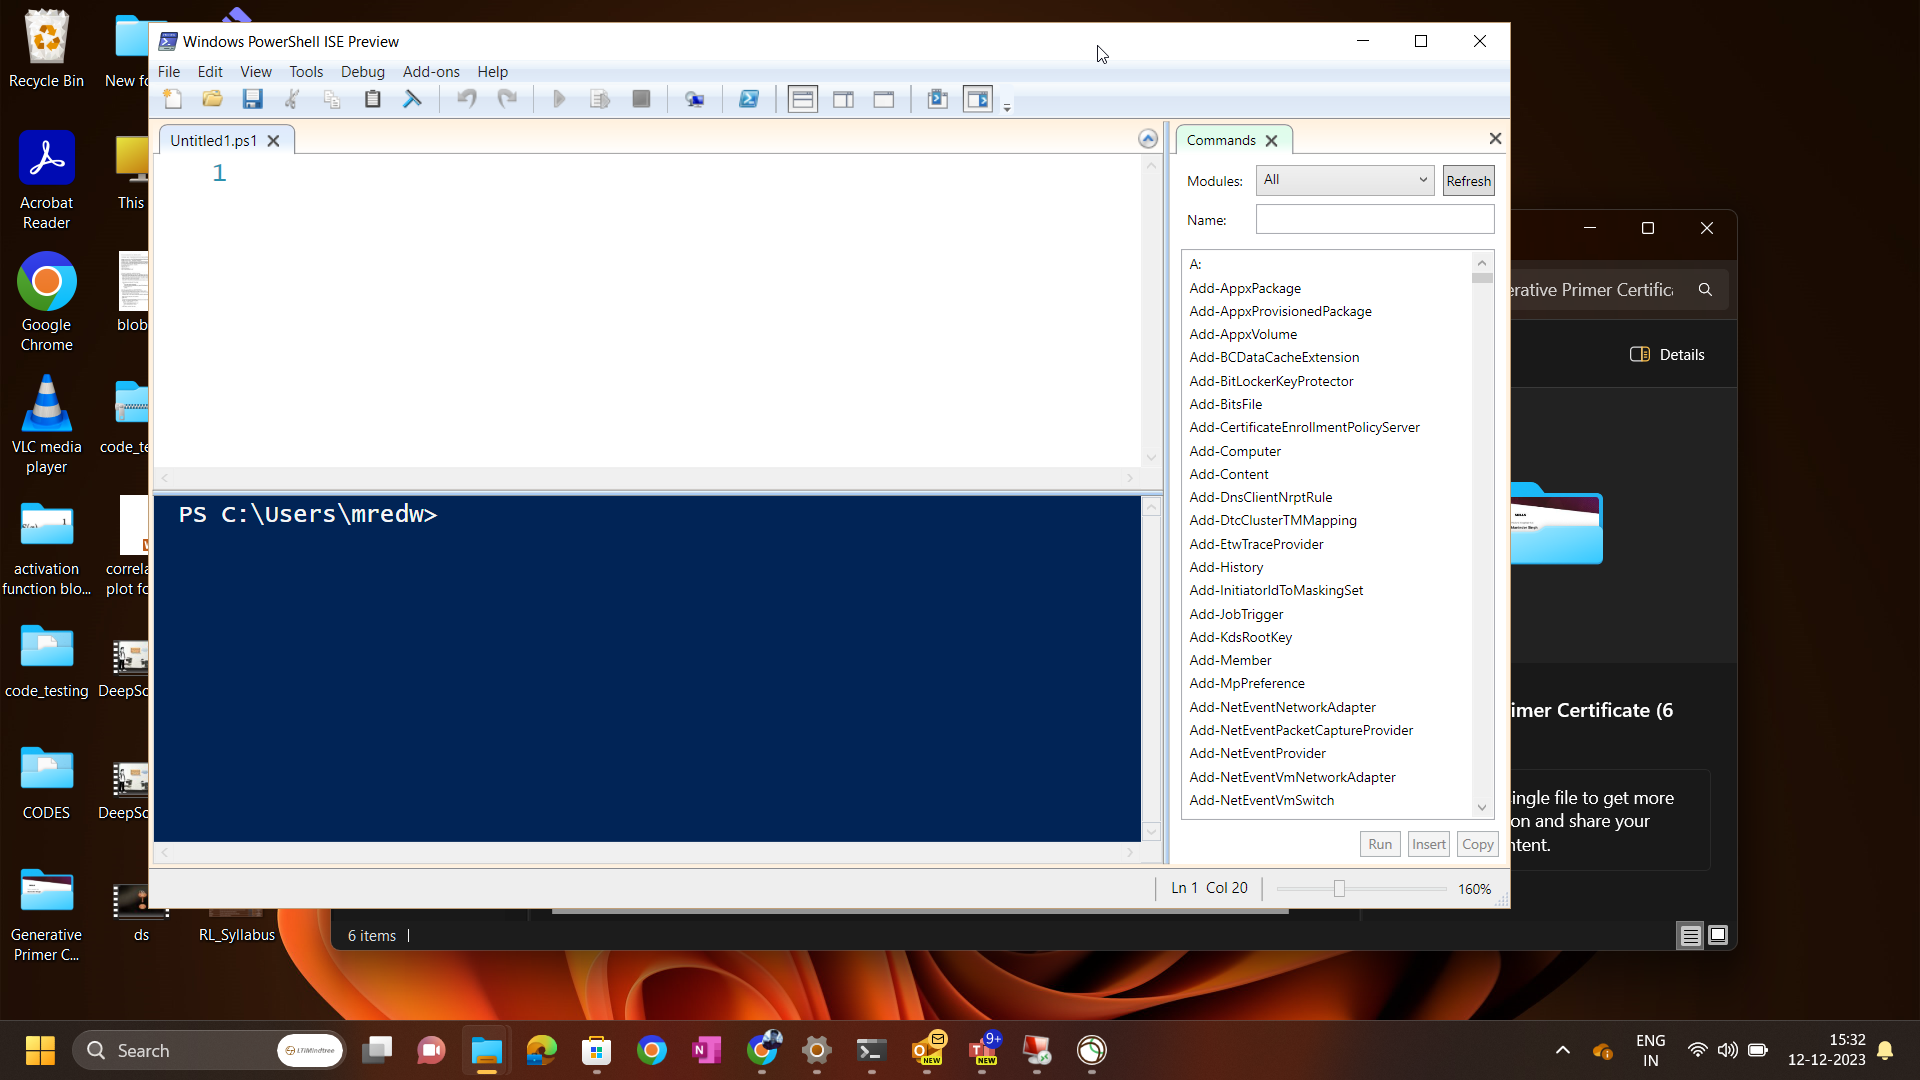 Recycle Bin
New fo
Acrobat
Reader
This
Google
Chrome
blob
VLC media
player
code_te
activation
function blo...
correla
plot fo
code_testing
DeepSc
CODES
DeepSc
Generative
Primer C...
ds
RL_Syllabus
Windows PowerShell ISE Preview
File Edit View Tools Debug Add-ons Help
Untitled1.ps1
1
PS C:\Users\mredw>
Commands
Modules: All Refresh
Name:
A:
Add-AppxPackage
Add-AppxProvisionedPackage
Add-AppxVolume
Add-BCDataCacheExtension
Add-BitLockerKeyProtector
Add-BitsFile
Add-CertificateEnrollmentPolicyServer
Add-Computer
Add-Content
Add-DnsClientNrptRule
Add-DtcClusterTMMapping
Add-EtwTraceProvider
Add-History
Add-InitiatorIdToMaskingSet
Add-JobTrigger
Add-KdsRootKey
Add-Member
Add-MpPreference
Add-NetEventNetworkAdapter
Add-NetEventPacketCaptureProvider
Add-NetEventProvider
Add-NetEventVmNetworkAdapter
Add-NetEventVmSwitch
Run Insert Copy
Ln 1 Col 20 160%
erative Primer Certific
Details
imer Certificate (6
ingle file to get more
on and share your
ntent.
6 items
Search
LTIMindtree
NEW
9+
NEW
ENG
IN
15:32
12-12-2023